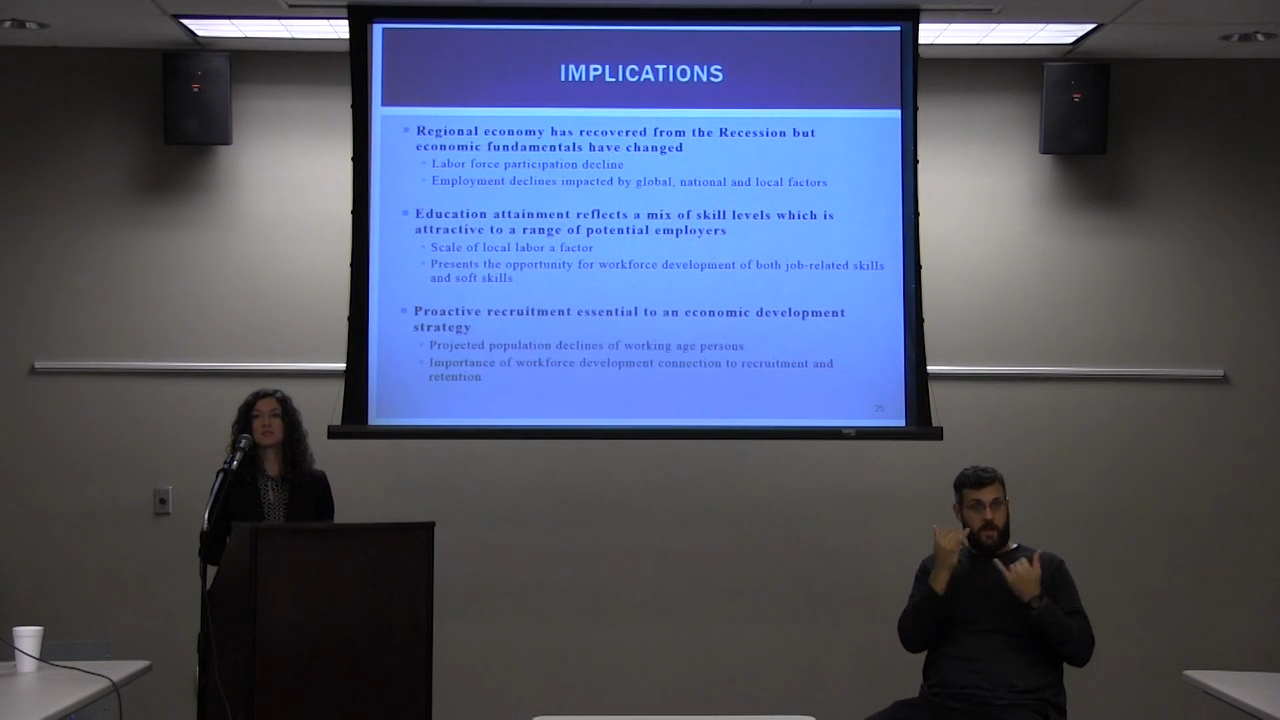 IMPLICATIONS
Regional economy has recovered from the Recession but
economic fundamentals have changed
Labor force participation decline
Employment declines impacted by global, national and local factors
Education attainment reflects a mix of skill levels which is
attractive to a range of potential employers
Scale of local labor a factor
Presents the opportunity for workforce development of both job-related skills
and soft skills
Proactive recruitment essential to an economic development
strategy
Projected population declines of working age persons
Importance of workforce development connection to recruitment and
retention
25